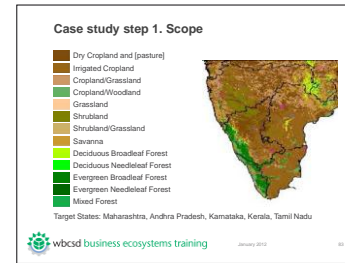 Case study step 1. Scope
Dry Cropland and [pasture]
Irrigated Cropland
Cropland/Grassland
Cropland/Woodland
Grassland
Shrubland
Shrubland/Grassland
Savanna
Deciduous Broadleaf Forest
Deciduous Needleleaf Forest
Evergreen Broadleaf Forest
Evergreen Needleleaf Forest
Mixed Forest
Target States: Maharashtra, Andhra Pradesh, Karnataka, Kerala, Tamil Nadu
wbcsd business ecosystems training
January 2012